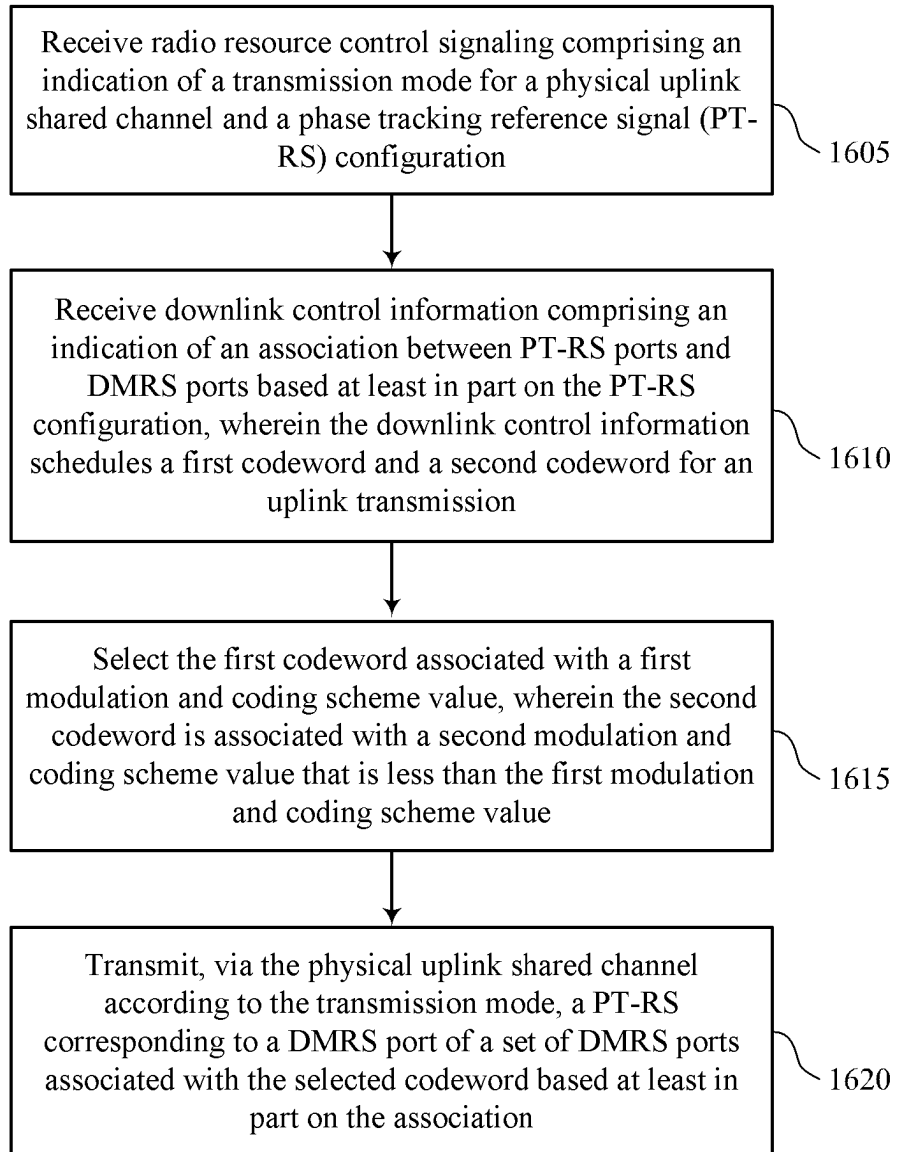 Receive radio resource control signaling comprising an
indication of a transmission mode for a physical uplink
shared channel and a phase tracking reference signal (PT-
RS) configuration
1605
Receive downlink control information comprising an
indication of an association between PT-RS ports and
DMRS ports based at least in part on the PT-RS
configuration, wherein the downlink control information
schedules a first codeword and a second codeword for an
uplink transmission
1610
Select the first codeword associated with a first
modulation and coding scheme value, wherein the second
codeword is associated with a second modulation and
coding scheme value that is less than the first modulation
and coding scheme value
1615
Transmit, via the physical uplink shared channel
according to the transmission mode, a PT-RS
corresponding to a DMRS port of a set of DMRS ports
associated with the selected codeword based at least in
part on the association
1620